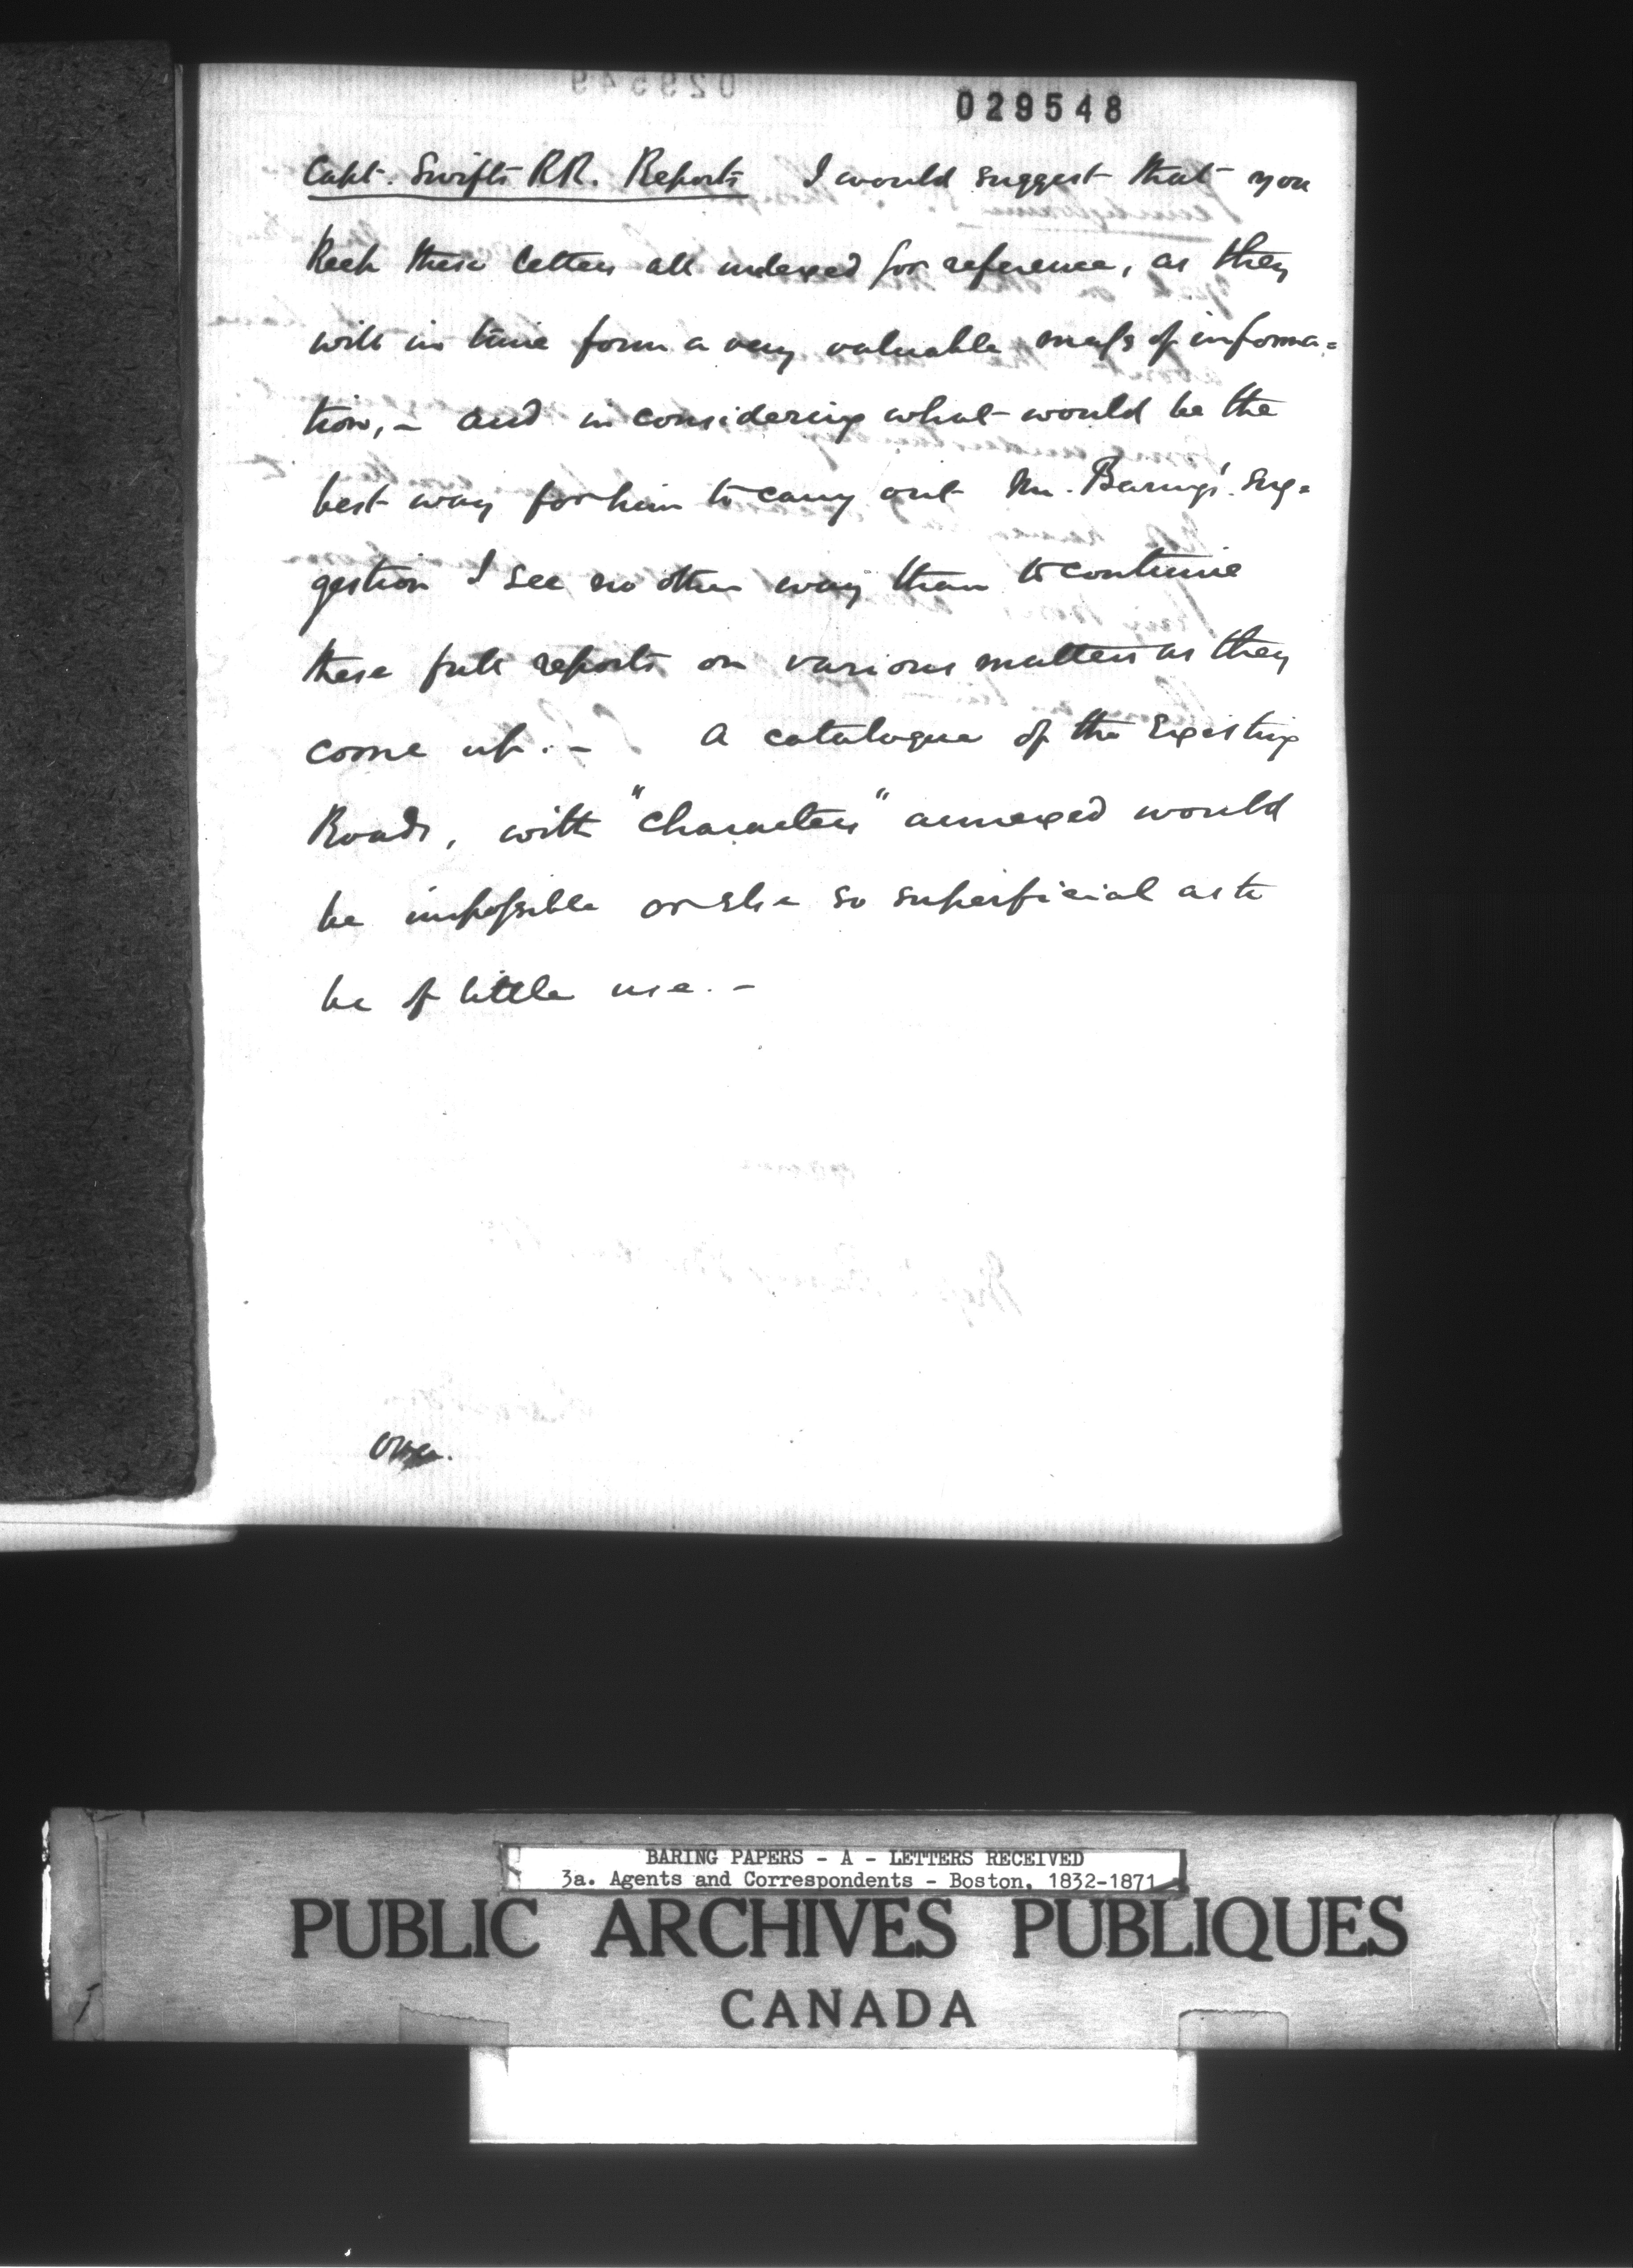 029548
Capt. Swifts RR. Reports I would suggest that you
keep these letters all indexed for reference, as they
will in time form a very valuable mass of informa=
tion, - and in considering what would be the
best way for him to carry out Mr. Baring's sug=
gestion I see no other way than to continue
these full reports on various matters as they
come up. - A catalogue of the Existing
Roads, with "characters" annexed would
be impossible or else so superficial as to
be of little use. -
over.
BARING PAPERS - A - LETTERS RECEIVED
3a. Agents and Correspondents - Boston, 1832-1871
PUBLIC ARCHIVES PUBLIQUES
CANADA